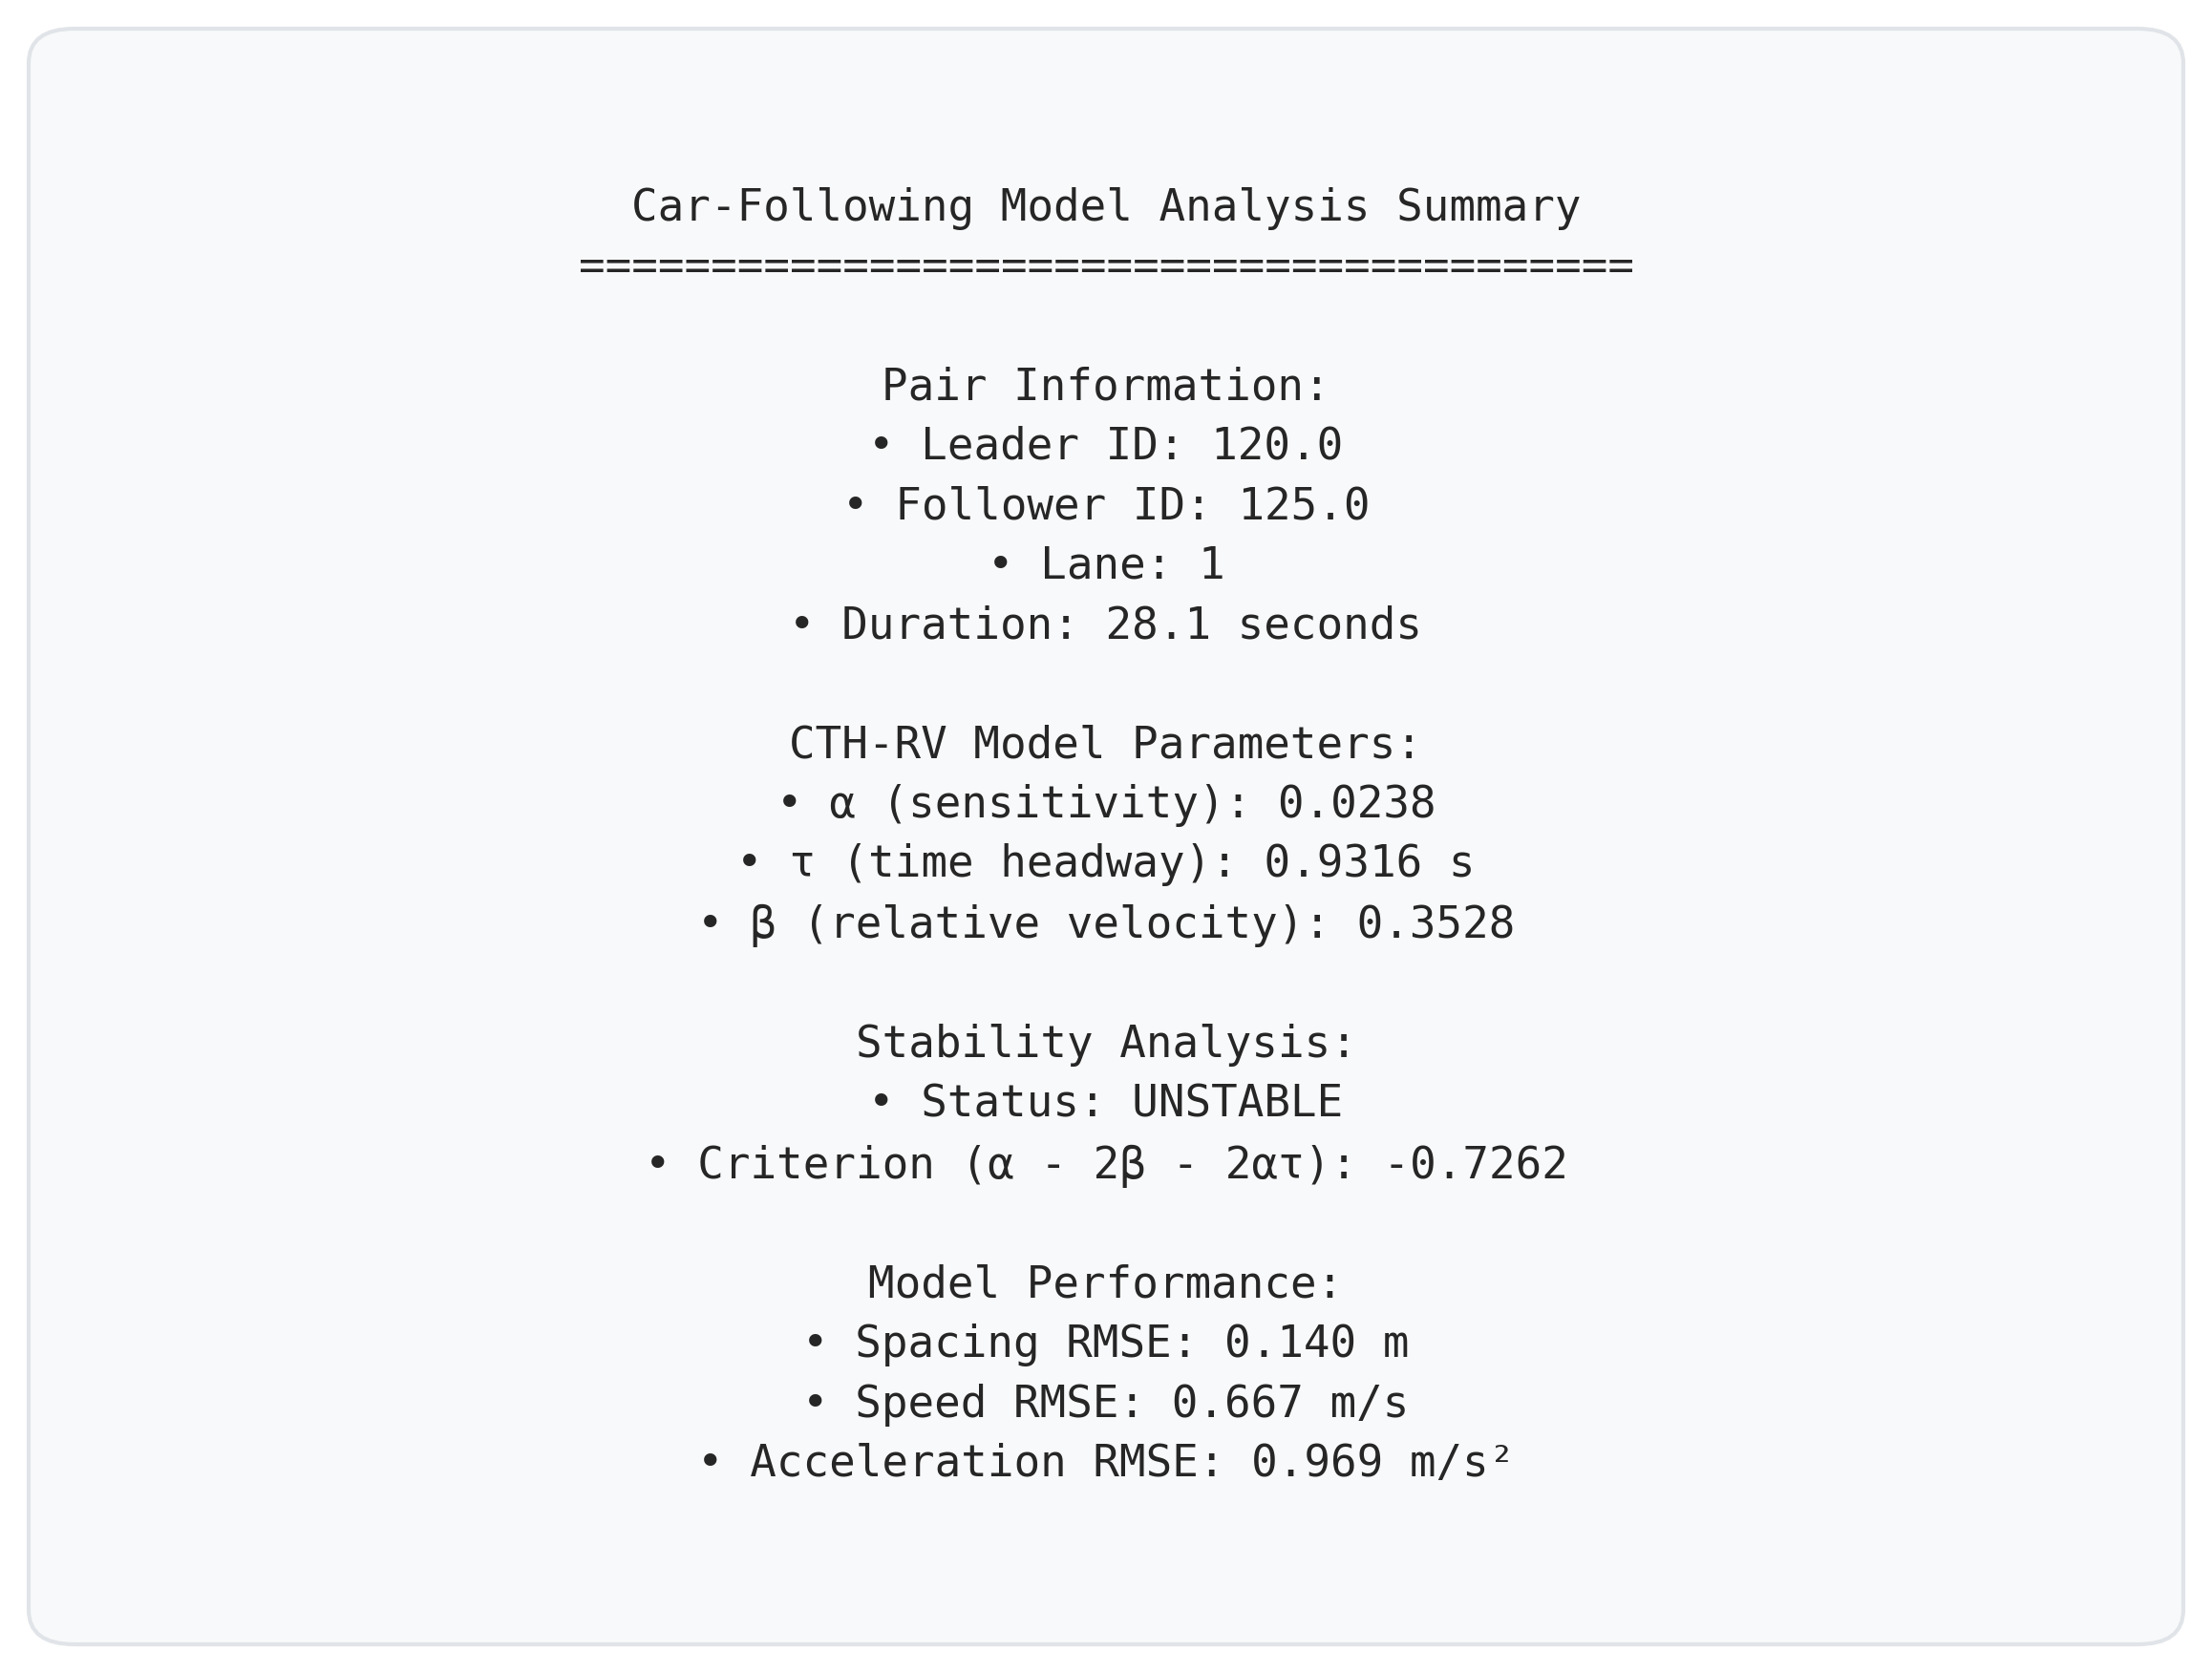 Car-Following Model Analysis Summary
========================================
Pair Information:
• Leader ID: 120.0
• Follower ID: 125.0
• Lane: 1
• Duration: 28.1 seconds
CTH-RV Model Parameters:
• α (sensitivity): 0.0238
• τ (time headway): 0.9316 s
• β (relative velocity): 0.3528
Stability Analysis:
• Status: UNSTABLE
• Criterion (α - 2β - 2ατ): -0.7262
Model Performance:
• Spacing RMSE: 0.140 m
• Speed RMSE: 0.667 m/s
• Acceleration RMSE: 0.969 m/s²